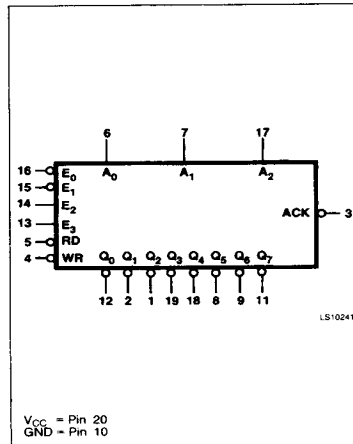 6 7 17
16 E₀ A₀ A₁ A₂
15 E₁
14 E₂
ACK 3
13 E₃
5 RD
4 WR Q₀ Q₁ Q₂ Q₃ Q₄ Q₅ Q₆ Q₇
12 2 1 19 18 8 9 11
LS10241
V_CC = Pin 20
GND = Pin 10